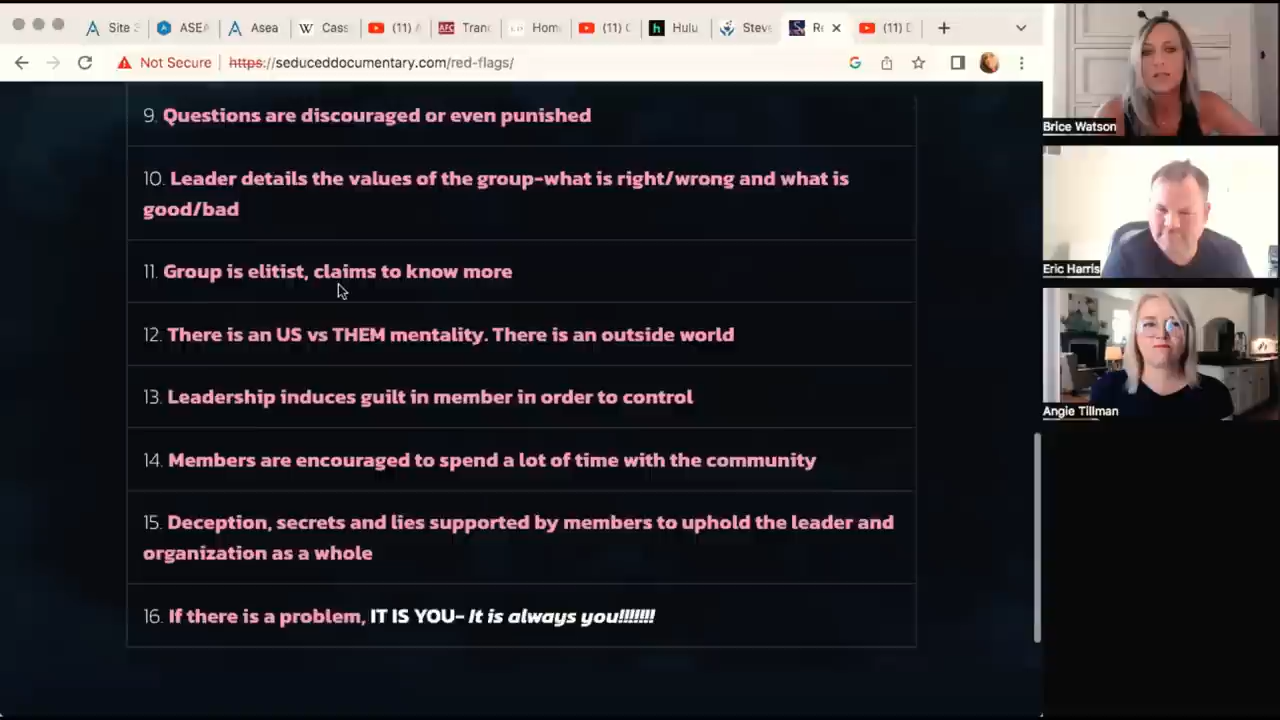 Site S
ASEA
Asea
Cass
(11) A
AFC
Tranc
Home
(11) C
h
Hulu
Steve
Re
(11) D
Not Secure
https://seduceddocumentary.com/red-flags/
9. Questions are discouraged or even punished
10. Leader details the values of the group-what is right/wrong and what is
good/bad
11. Group is elitist, claims to know more
12. There is an US vs THEM mentality. There is an outside world
13. Leadership induces guilt in member in order to control
14. Members are encouraged to spend a lot of time with the community
15. Deception, secrets and lies supported by members to uphold the leader and
organization as a whole
16. If there is a problem, IT IS YOU- It is always you!!!!!!!
Brice Watson
Eric Harris
Angie Tillman